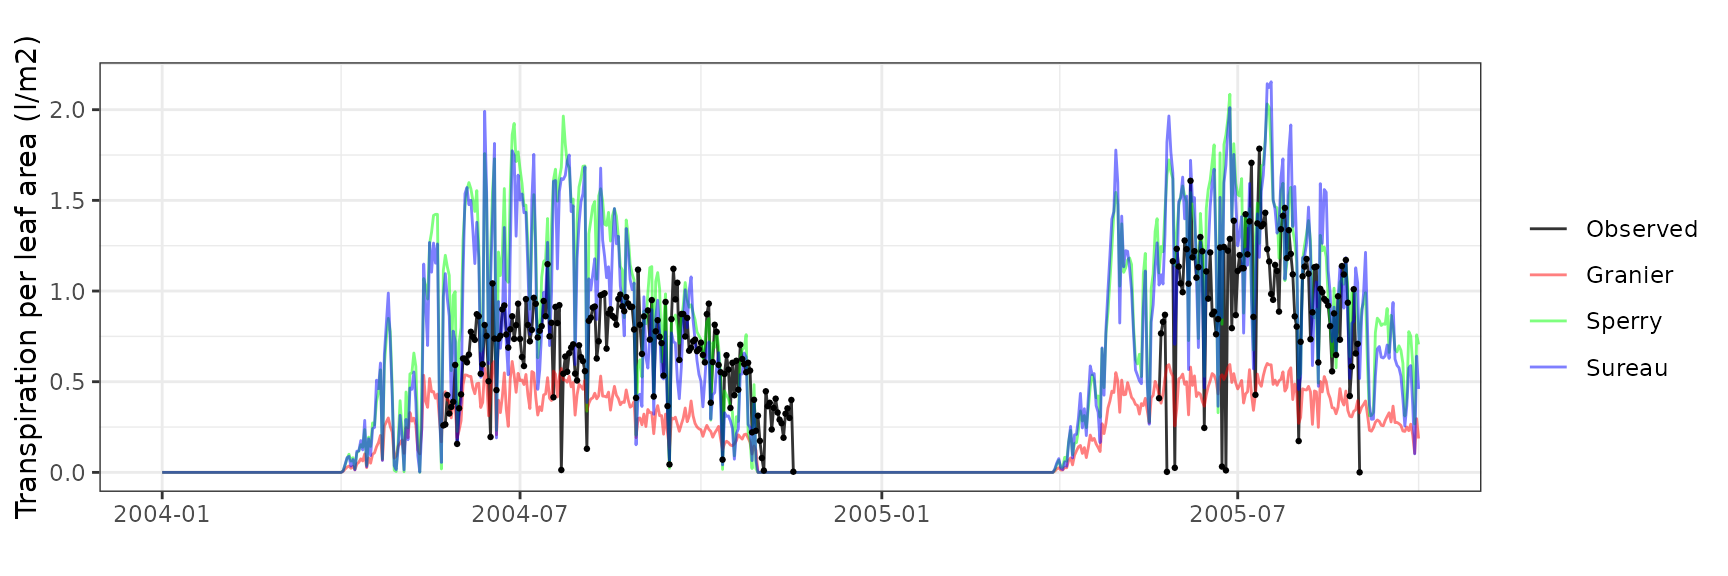 Transpiration per leaf area (l/m2)
2.0
1.5
1.0
0.5
0.0
2004-01
2004-07
2005-01
2005-07
Observed
Granier
Sperry
Sureau